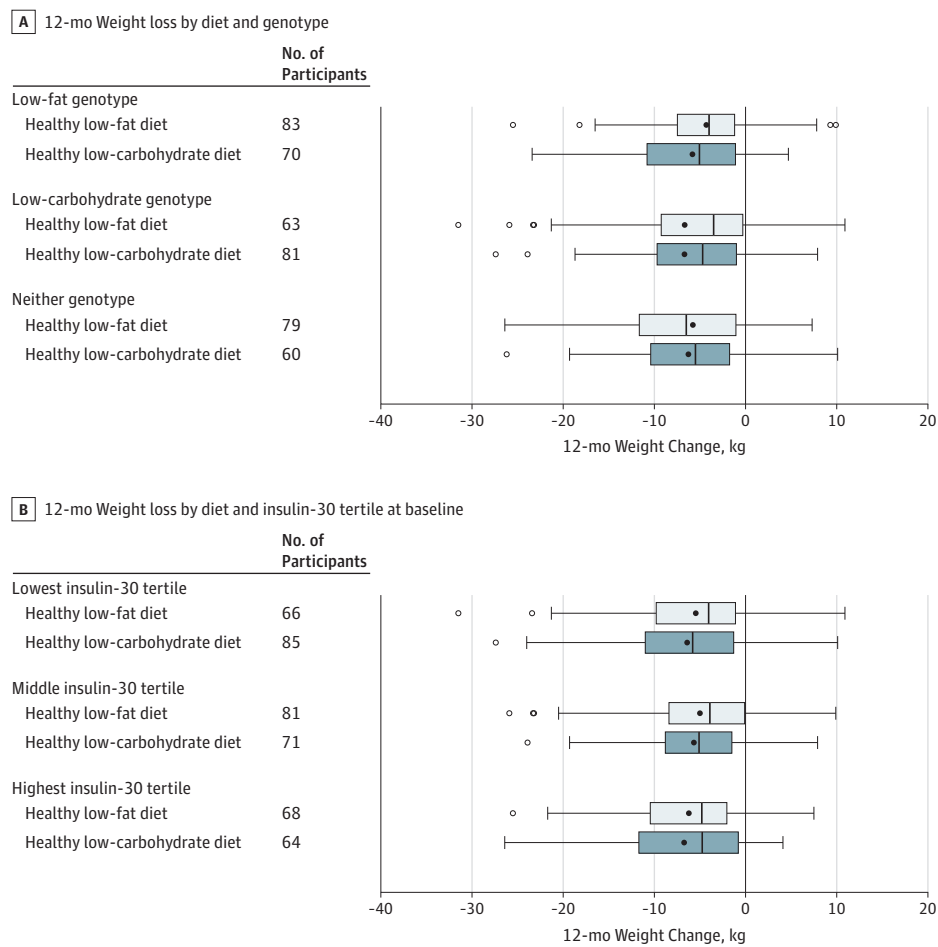 A 12-mo Weight loss by diet and genotype
No. of
Participants
Low-fat genotype
Healthy low-fat diet 83
Healthy low-carbohydrate diet 70
Low-carbohydrate genotype
Healthy low-fat diet 63
Healthy low-carbohydrate diet 81
Neither genotype
Healthy low-fat diet 79
Healthy low-carbohydrate diet 60
-40 -30 -20 -10 0 10 20
12-mo Weight Change, kg
B 12-mo Weight loss by diet and insulin-30 tertile at baseline
No. of
Participants
Lowest insulin-30 tertile
Healthy low-fat diet 66
Healthy low-carbohydrate diet 85
Middle insulin-30 tertile
Healthy low-fat diet 81
Healthy low-carbohydrate diet 71
Highest insulin-30 tertile
Healthy low-fat diet 68
Healthy low-carbohydrate diet 64
-40 -30 -20 -10 0 10 20
12-mo Weight Change, kg